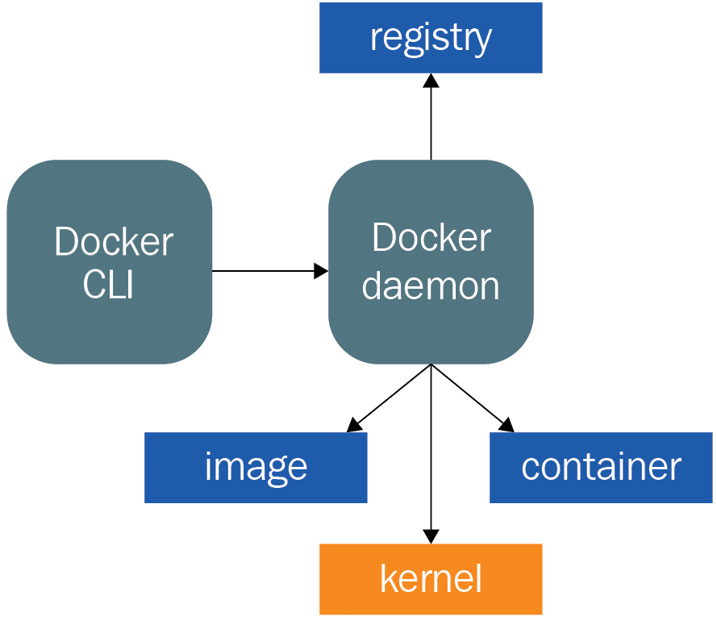 registry
Docker
CLI
Docker
daemon
image
container
kernel